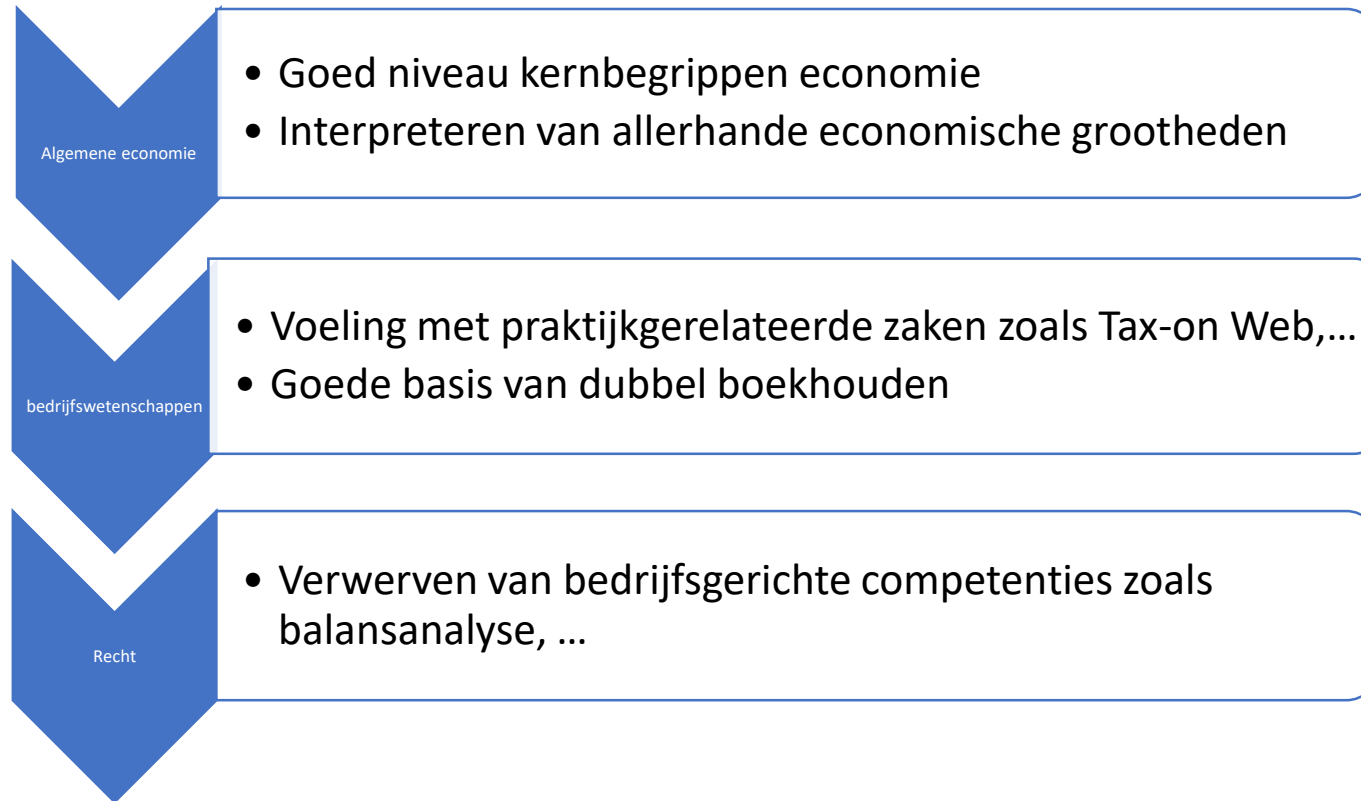 Algemene economie
• Goed niveau kernbegrippen economie
• Interpreteren van allerhande economische grootheden
bedrijfswetenschappen
• Voeling met praktijkgerelateerde zaken zoals Tax-on Web,…
• Goede basis van dubbel boekhouden
Recht
• Verwerven van bedrijfsgerichte competenties zoals
balansanalyse, …